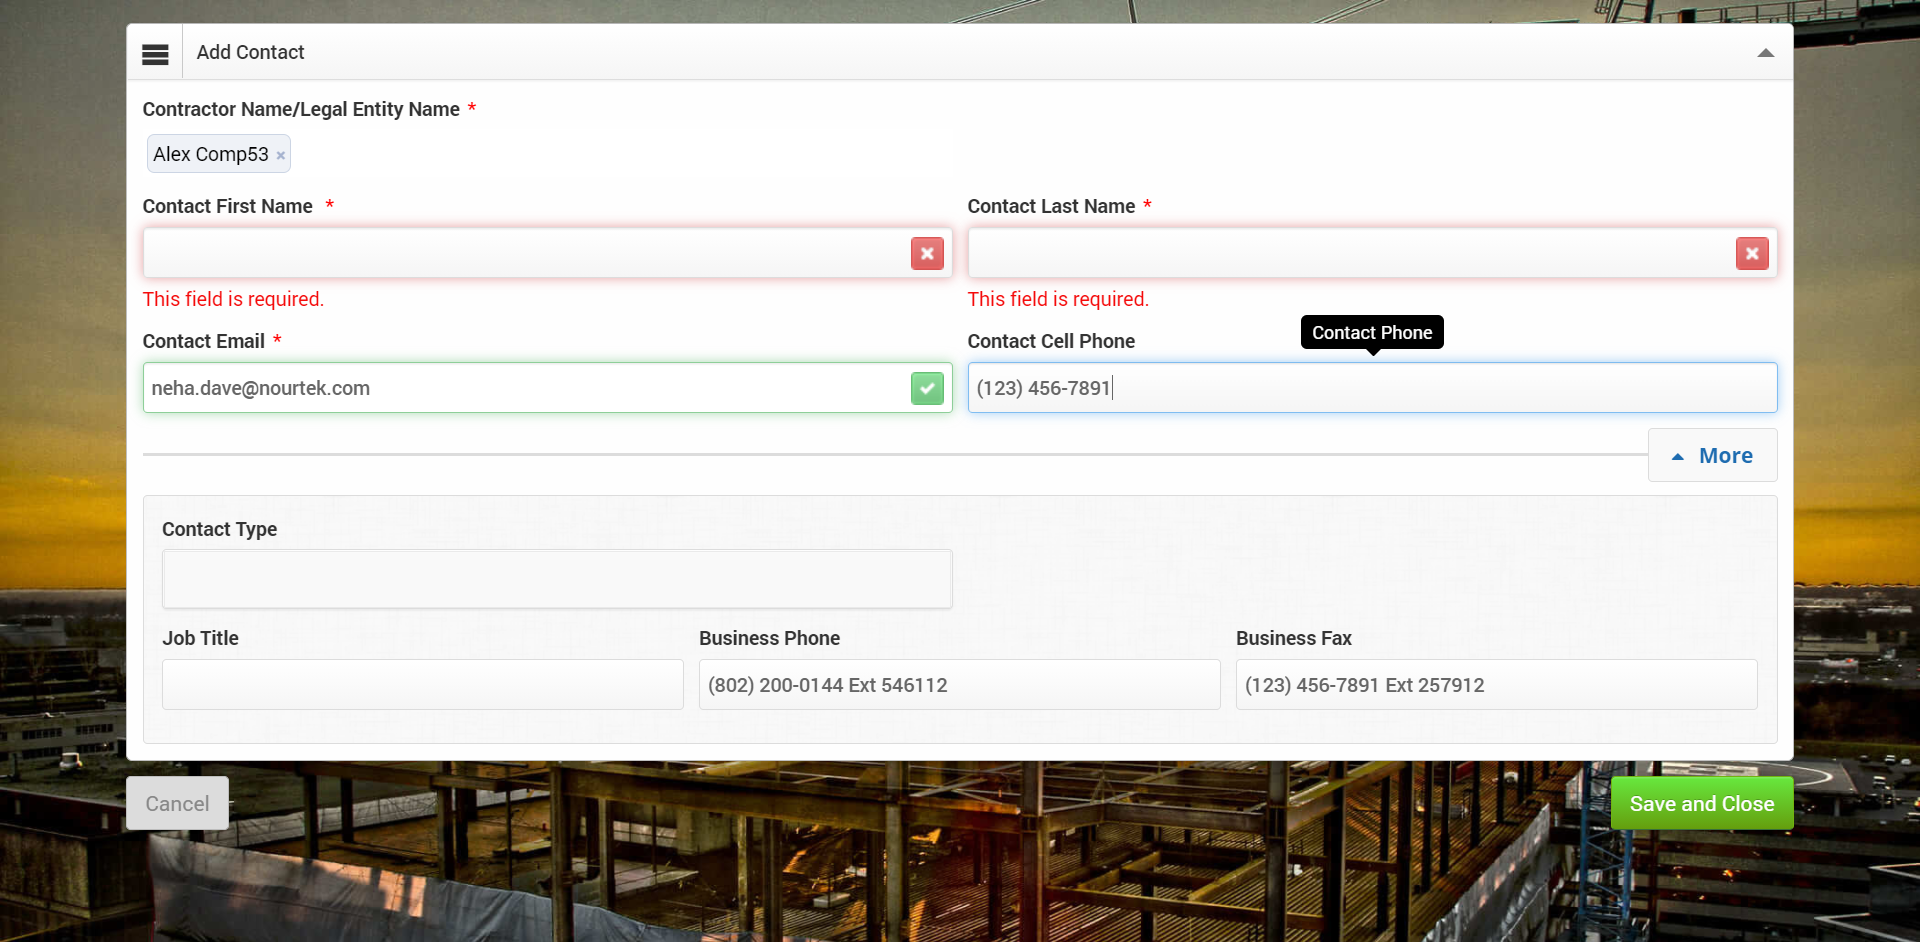 Add Contact
Contractor Name/Legal Entity Name *
Alex Comp53 ×
Contact First Name * Contact Last Name *
This field is required. This field is required.
Contact Phone
Contact Email * Contact Cell Phone
neha.dave@nourtek.com (123) 456-7891
More
Contact Type
Job Title Business Phone Business Fax
(802) 200-0144 Ext 546112 (123) 456-7891 Ext 257912
Cancel Save and Close